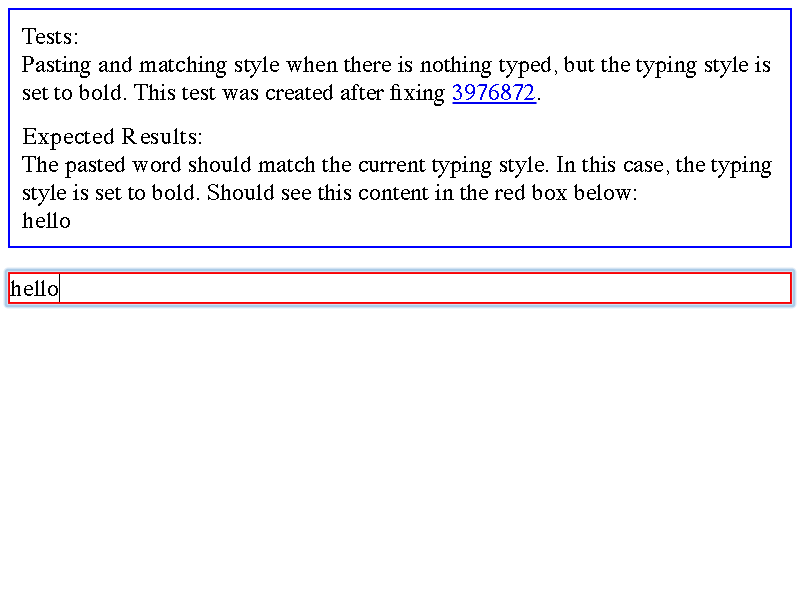 Tests:
Pasting and matching style when there is nothing typed, but the typing style is
set to bold. This test was created after fixing 3976872.
Expected Results:
The pasted word should match the current typing style. In this case, the typing
style is set to bold. Should see this content in the red box below:
hello
hello